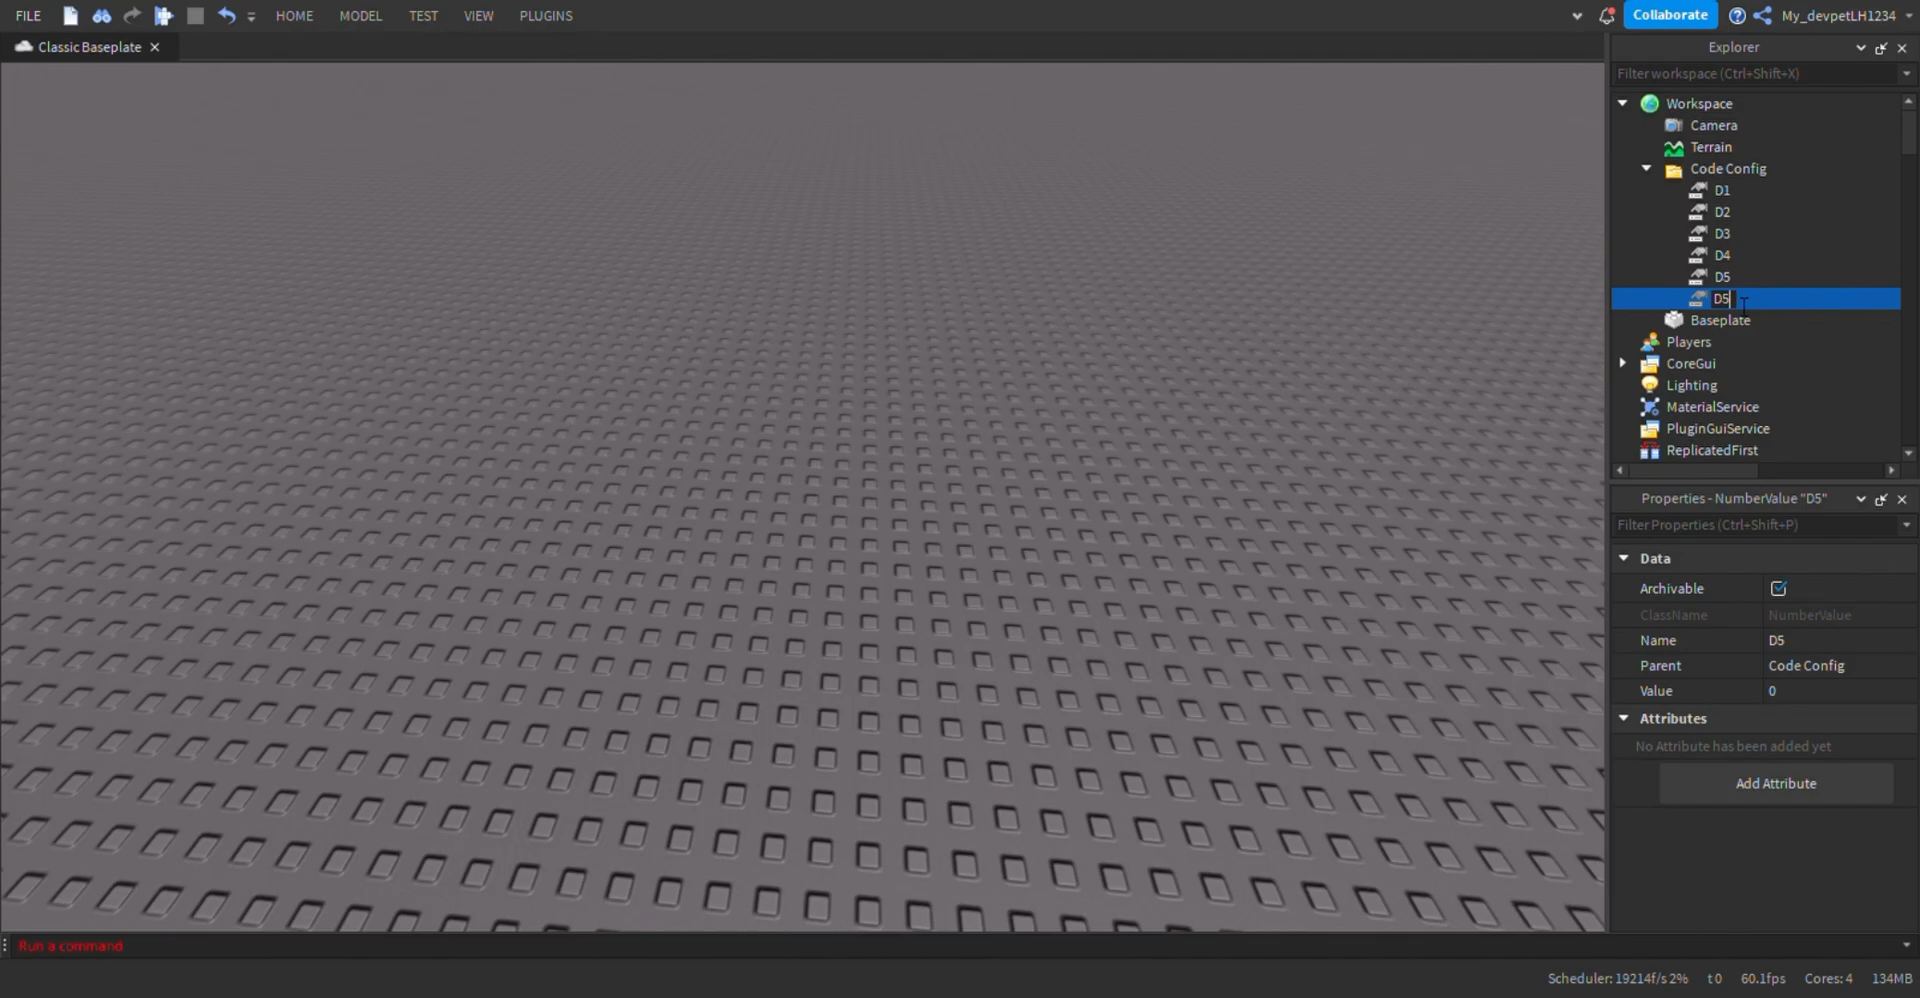 FILE HOME MODEL TEST VIEW PLUGINS Collaborate My_devpetLH1234
Classic Baseplate
Explorer
Filter workspace (Ctrl+Shift+X)
Workspace
Camera
Terrain
Code Config
D1
D2
D3
D4
D5
D5
Baseplate
Players
CoreGui
Lighting
MaterialService
PluginGuiService
ReplicatedFirst
Properties - NumberValue "D5"
Filter Properties (Ctrl+Shift+P)
Data
Archivable
ClassName NumberValue
Name D5
Parent Code Config
Value 0
Attributes
No Attribute has been added yet
Add Attribute
Run a command
Scheduler: 19214f/s 2% t 0 60.1fps Cores: 4 134MB